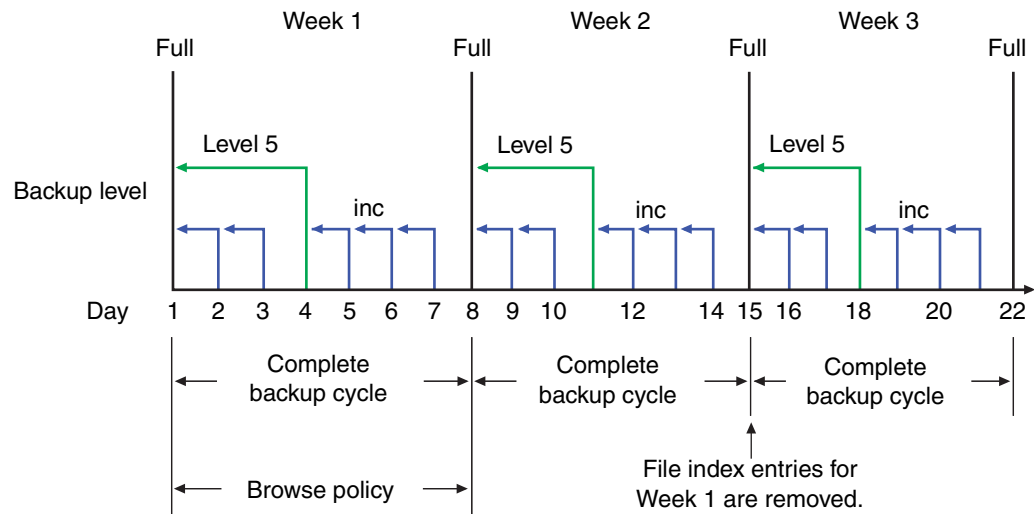 Week 1 Week 2 Week 3
Full Full Full Full
Level 5 Level 5 Level 5
Backup level
inc inc inc
Day 1 2 3 4 5 6 7 8 9 10 12 14 15 16 18 20 22
Complete backup cycle
Complete backup cycle
Complete backup cycle
Browse policy
File index entries for
Week 1 are removed.